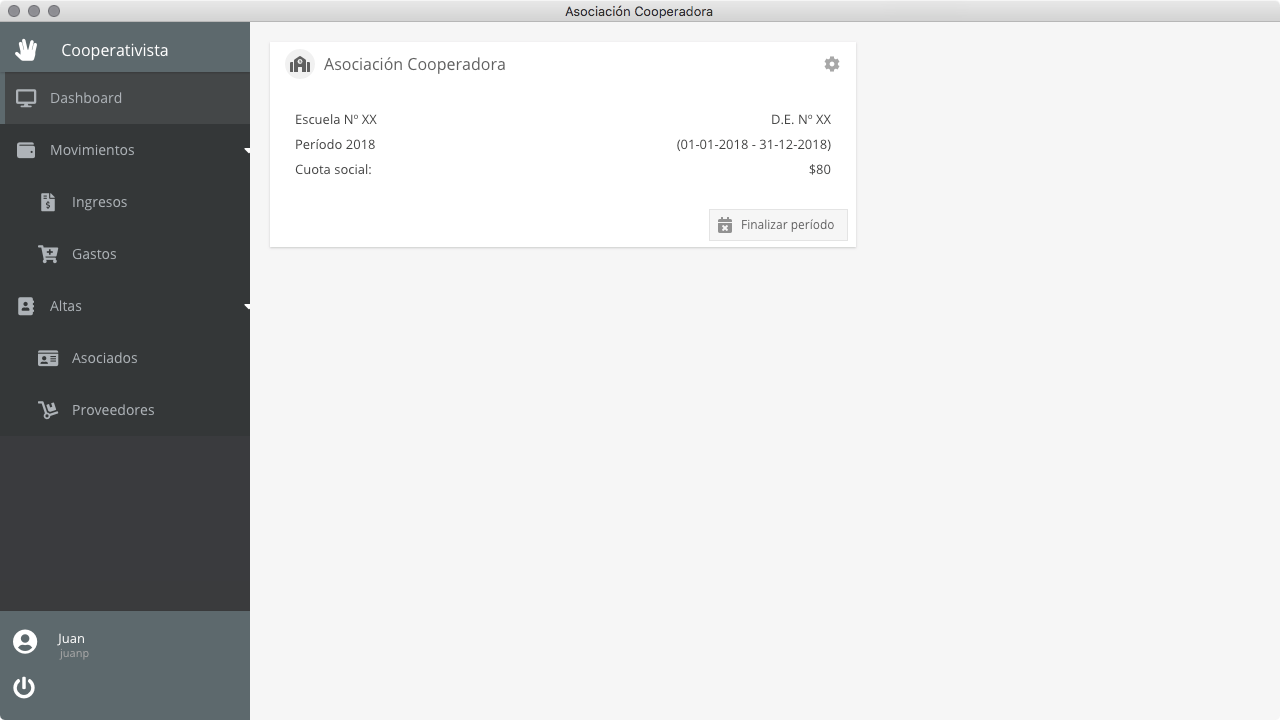 Asociación Cooperadora
Cooperativista
Dashboard
Movimientos
Ingresos
Gastos
Altas
Asociados
Proveedores
Juan
juanp
Asociación Cooperadora
Escuela Nº XX D.E. Nº XX
Período 2018 (01-01-2018 - 31-12-2018)
Cuota social: $80
Finalizar período